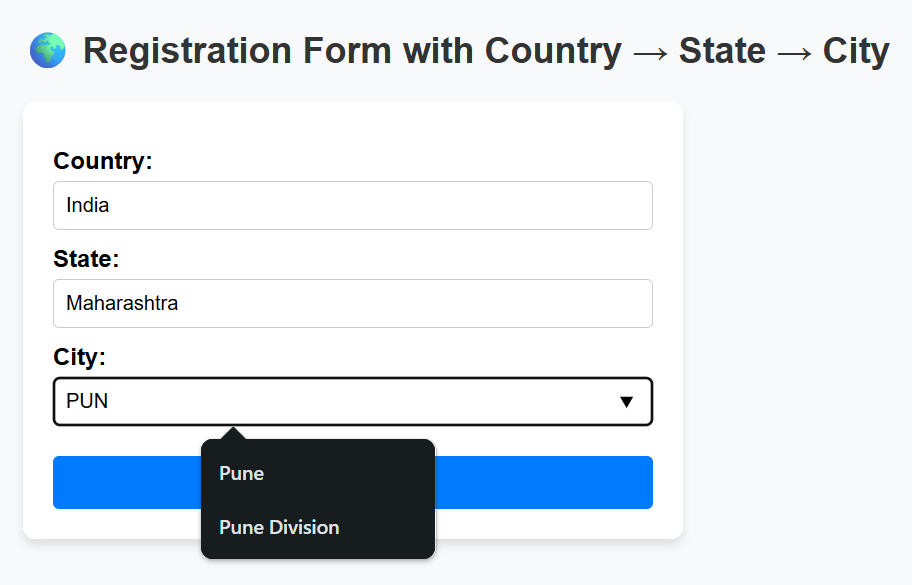 🌍 Registration Form with Country → State → City
Country:
India
State:
Maharashtra
City:
PUN
Pune
Pune Division